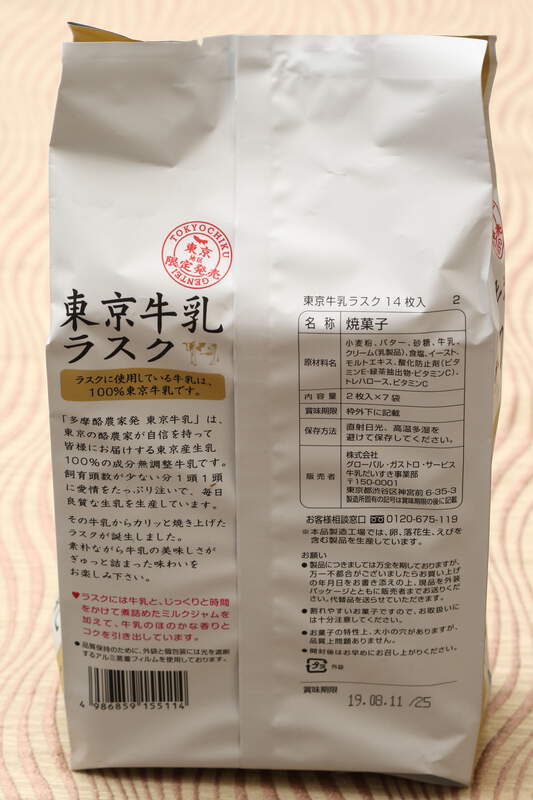 TOKYOCHIKU
東京
地区
限定発売
GENTEI
東京牛乳
ラスク
ラスクに使用している牛乳は、
100%東京牛乳です。
「多摩酪農家発 東京牛乳」は、
東京の酪農家が自信を持って
皆様にお届けする東京産生乳
100%の成分無調整牛乳です。
飼育頭数が少ない分1頭1頭
に愛情をたっぷり注いで、毎日
良質な生乳を生産しています。
その牛乳からカリッと焼き上げた
ラスクが誕生しました。
素朴ながら牛乳の美味しさが
ぎゅっと詰まった味わいを
お楽しみ下さい。
♥ラスクには牛乳と、じっくりと時間
をかけて煮詰めたミルクジャムを
加えて、牛乳のほのかな香りと
コクを引き出しています。
●品質保持のために、外袋と個包装には光を遮断
するアルミ蒸着フィルムを使用しております。
4 986859 155114
東京牛乳ラスク 14枚入 2
名称 焼菓子
原材料名 小麦粉、バター、砂糖、牛乳、
クリーム(乳製品)、食塩、イースト、
モルトエキス、酸化防止剤(ビ
タミンE・緑茶抽出物・ビタミンC)、
トレハロース、ビタミンC
内容量 2枚入×7袋
賞味期限 枠外下に記載
保存方法 直射日光、高温多湿を
避けて保存してください。
販売者 株式会社
グローバル・ガストロ・サービス
牛乳だいすき事業部
〒150-0001
東京都渋谷区神宮前 6-35-3
製造所固有の記号は賞味期限の後に記載
お客様相談窓口 0120-675-119
※本品製造工場では、卵、落花生、えびを
含む製品を生産しています。
お願い
●製品につきましては万全を期しておりますが、
万一不都合がございましたらお買い上げ
の年月日をお書き添えの上、現品を外装
パッケージとともに販売者までお送りくださ
い。代替品を送らせていただきます。
●割れやすいお菓子ですので、お取扱いに
は十分注意してください。
●お菓子の特性上、大小の穴がありますが、
品質上問題ありません。
●開封後はお早めにお召し上がりください。
プラ 外袋
賞味期限
19.08.11 /25